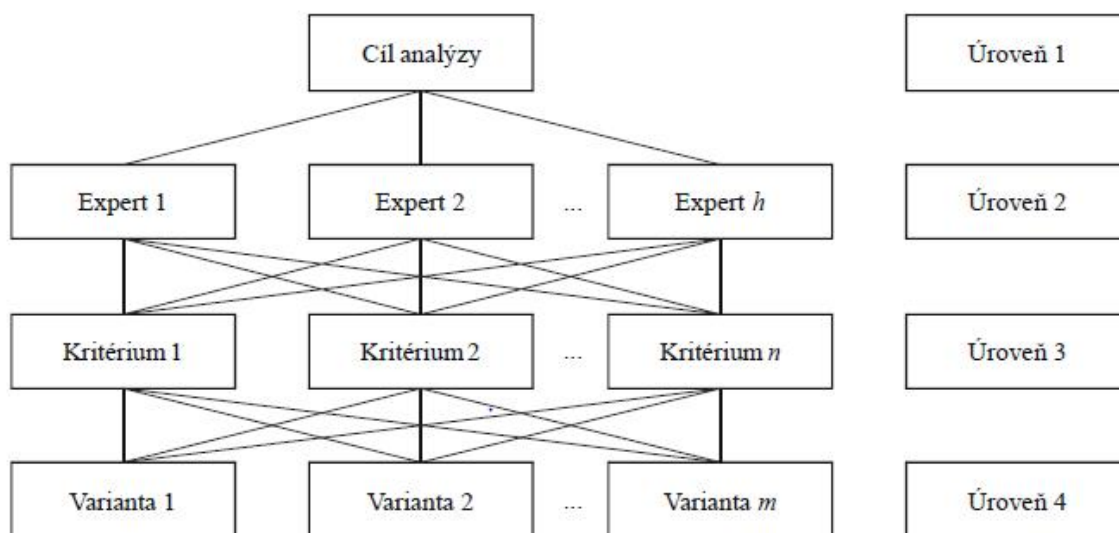 Cíl analýzy Úroveň 1
Expert 1 Expert 2 ... Expert h Úroveň 2
Kritérium 1 Kritérium 2 ... Kritérium n Úroveň 3
Varianta 1 Varianta 2 ... Varianta m Úroveň 4